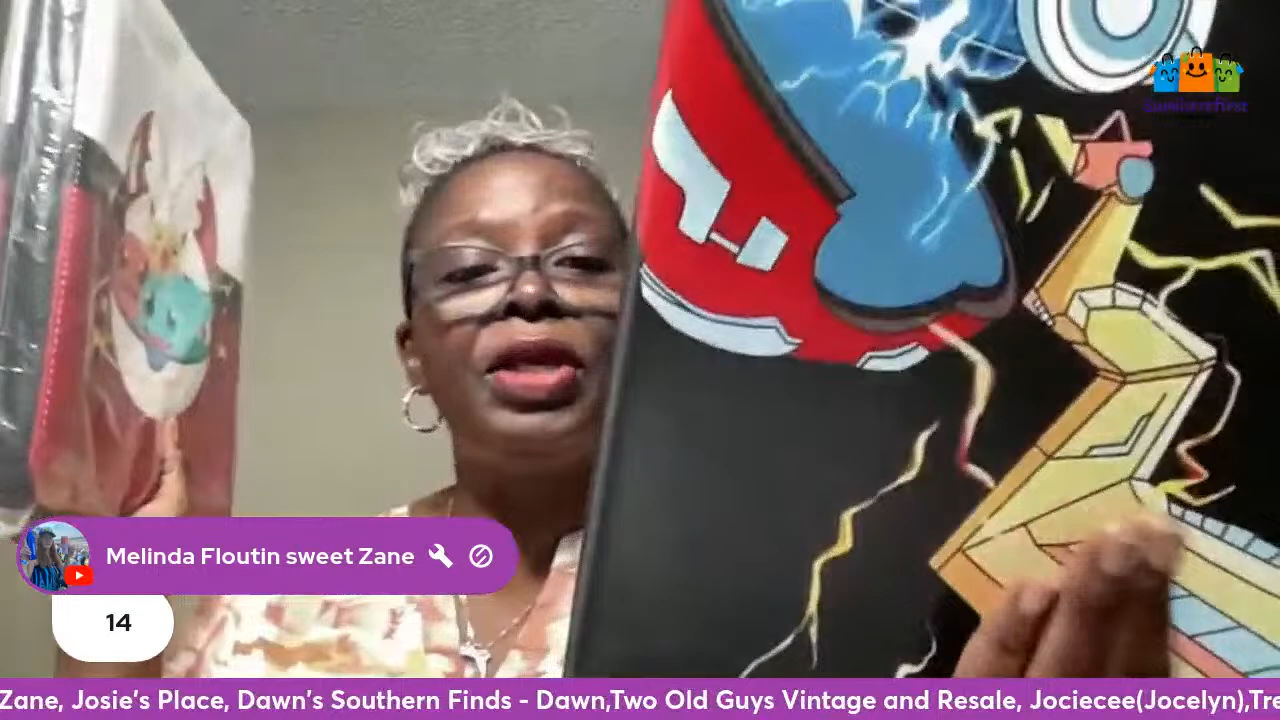 Melinda Floutin sweet Zane
14
Zane, Josie's Place, Dawn's Southern Finds - Dawn,Two Old Guys Vintage and Resale, Jociecee(Jocelyn),Tre